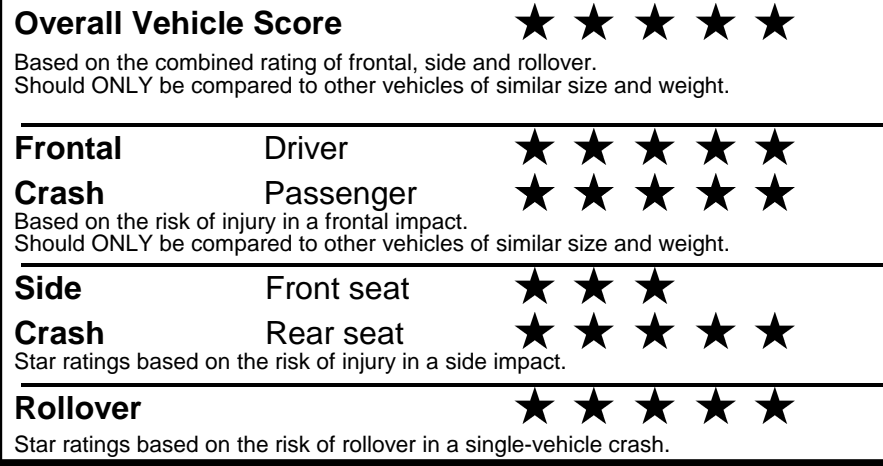 Overall Vehicle Score ★ ★ ★ ★ ★
Based on the combined rating of frontal, side and rollover.
Should ONLY be compared to other vehicles of similar size and weight.
Frontal Driver ★ ★ ★ ★ ★
Crash Passenger ★ ★ ★ ★ ★
Based on the risk of injury in a frontal impact.
Should ONLY be compared to other vehicles of similar size and weight.
Side Front seat ★ ★ ★
Crash Rear seat ★ ★ ★ ★ ★
Star ratings based on the risk of injury in a side impact.
Rollover ★ ★ ★ ★ ★
Star ratings based on the risk of rollover in a single-vehicle crash.